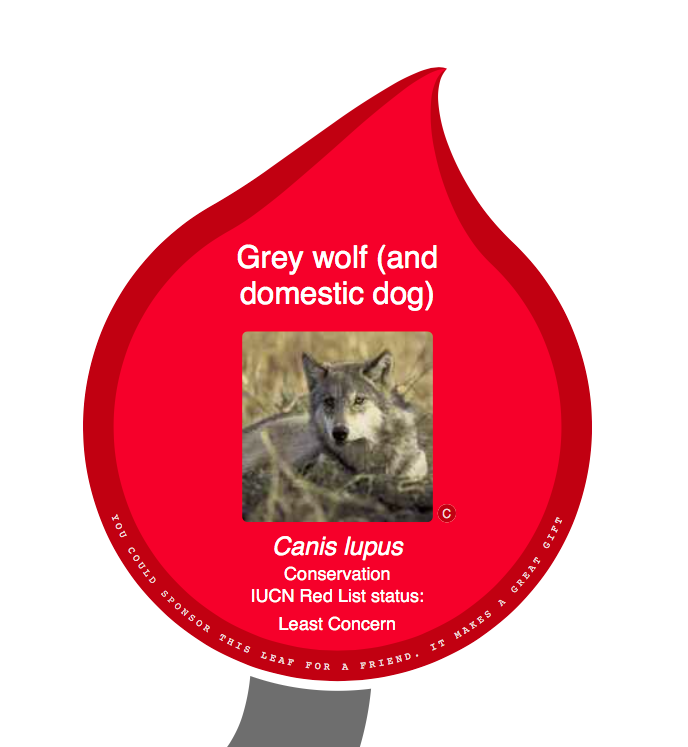 Grey wolf (and
domestic dog)
C
Canis lupus
Conservation
IUCN Red List status:
Least Concern
YOU COULD SPONSOR THIS LEAF FOR A FRIEND. IT MAKES A GREAT GIFT